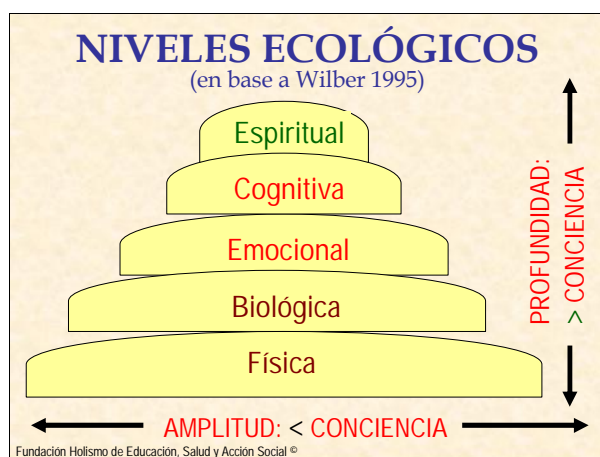 NIVELES ECOLÓGICOS
(en base a Wilber 1995)
Espiritual
Cognitiva
Emocional
Biológica
Física
PROFUNDIDAD:
> CONCIENCIA
AMPLITUD: < CONCIENCIA
Fundación Holismo de Educación, Salud y Acción Social ©